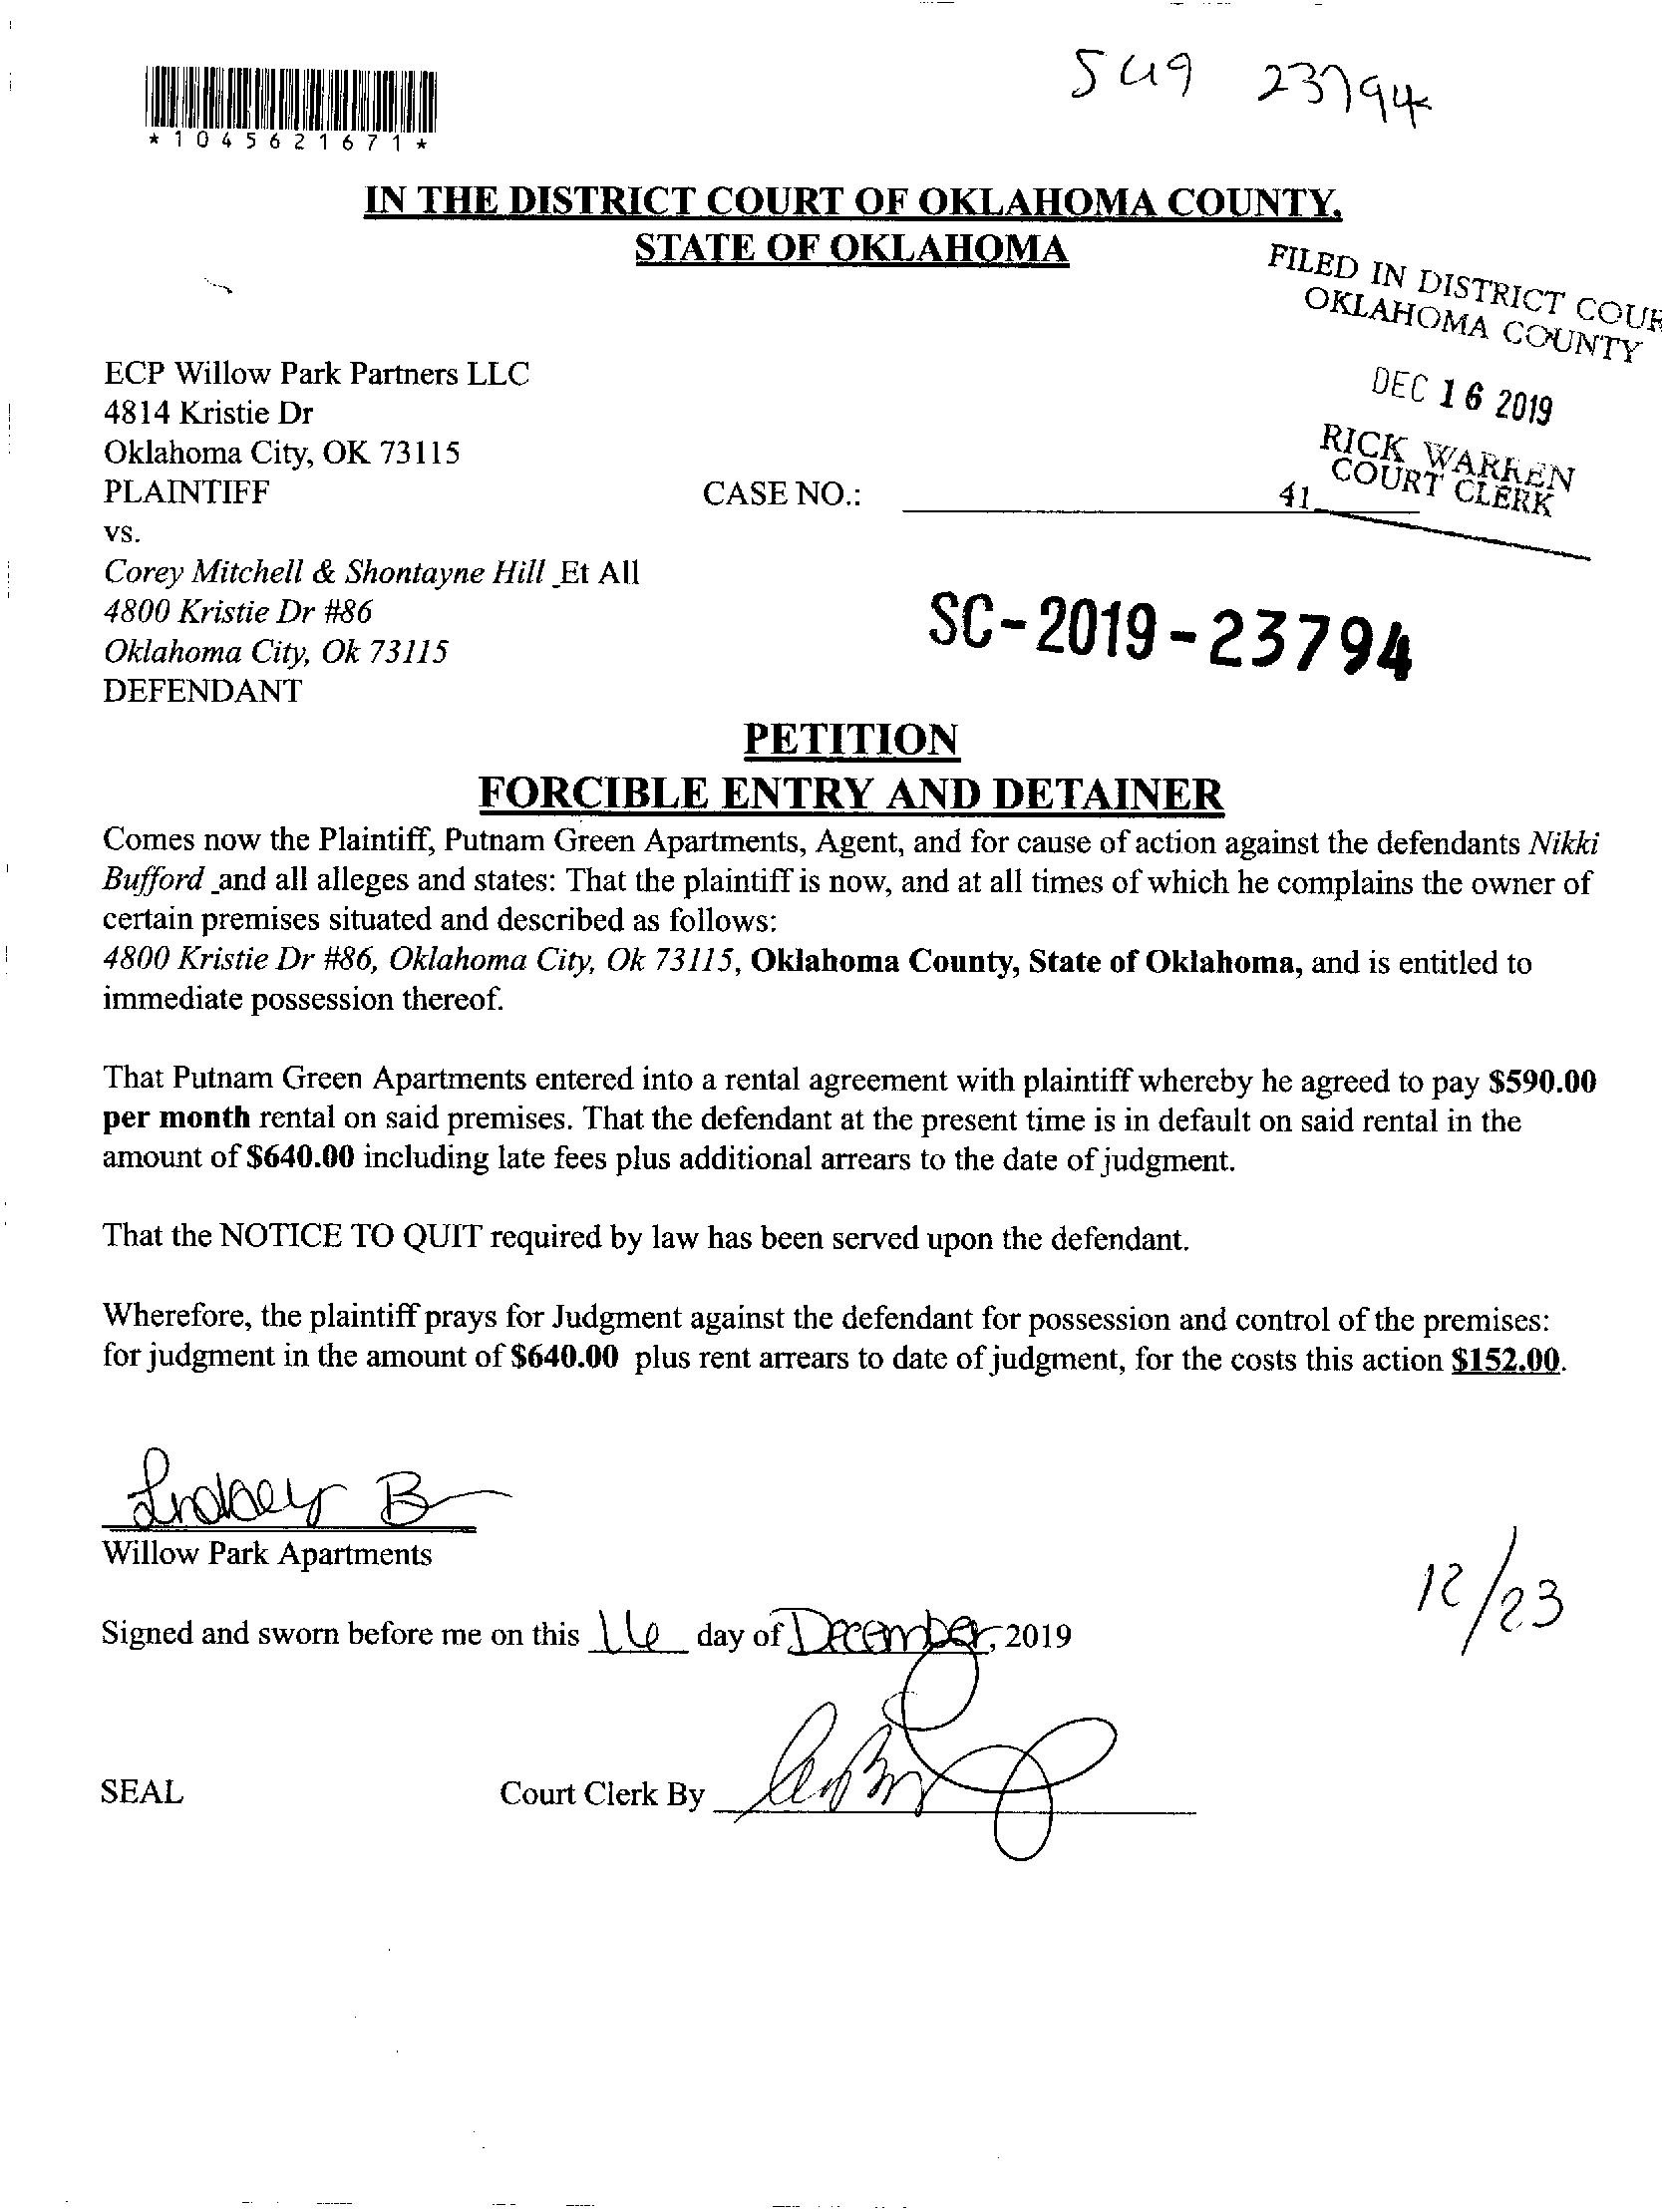 SC19 23794
*1045621671*
IN THE DISTRICT COURT OF OKLAHOMA COUNTY,
STATE OF OKLAHOMA
FILED IN DISTRICT COUR
OKLAHOMA COUNTY
DEC 16 2019
RICK WARREN
COURT CLERK
41
ECP Willow Park Partners LLC
4814 Kristie Dr
Oklahoma City, OK 73115
PLAINTIFF
CASE NO.:
vs.
Corey Mitchell & Shontayne Hill _Et All
4800 Kristie Dr #86
Oklahoma City, Ok 73115
DEFENDANT
SC-2019-23794
PETITION
FORCIBLE ENTRY AND DETAINER
Comes now the Plaintiff, Putnam Green Apartments, Agent, and for cause of action against the defendants Nikki
Bufford _and all alleges and states: That the plaintiff is now, and at all times of which he complains the owner of
certain premises situated and described as follows:
4800 Kristie Dr #86, Oklahoma City, Ok 73115, Oklahoma County, State of Oklahoma, and is entitled to
immediate possession thereof.
That Putnam Green Apartments entered into a rental agreement with plaintiff whereby he agreed to pay $590.00
per month rental on said premises. That the defendant at the present time is in default on said rental in the
amount of $640.00 including late fees plus additional arrears to the date of judgment.
That the NOTICE TO QUIT required by law has been served upon the defendant.
Wherefore, the plaintiff prays for Judgment against the defendant for possession and control of the premises:
for judgment in the amount of $640.00 plus rent arrears to date of judgment, for the costs this action $152.00.
Lindsey B
Willow Park Apartments
12/23
Signed and sworn before me on this 16 day of December, 2019
SEAL
Court Clerk By